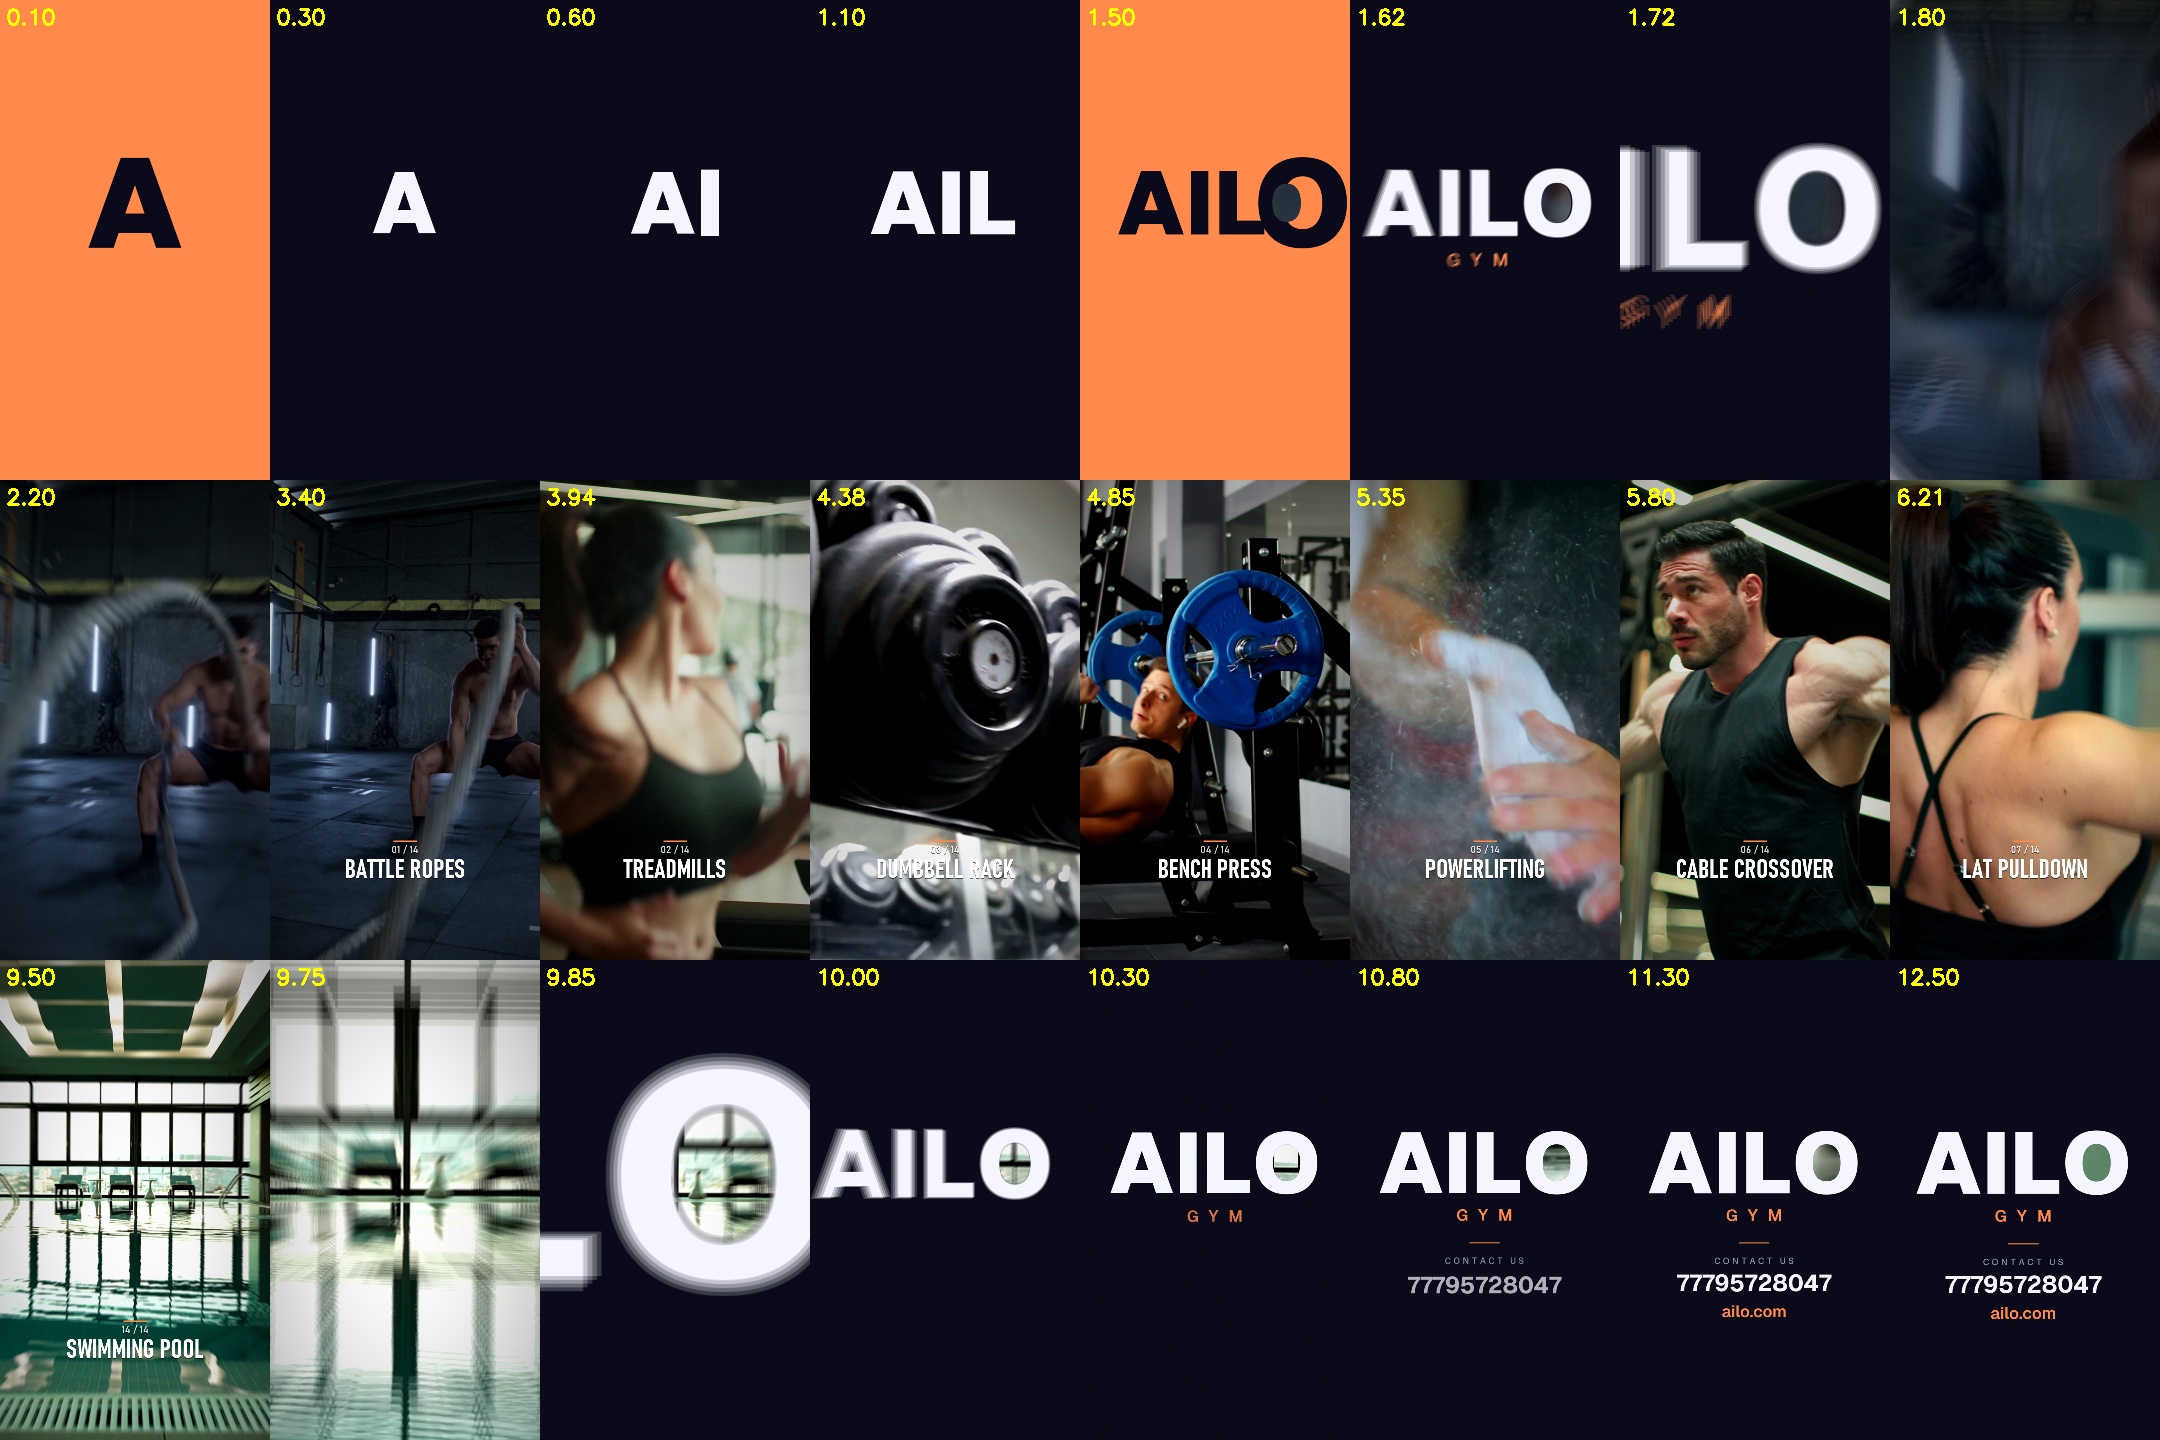 0.10
0.30
0.60
1.10
1.50
1.62
1.72
1.80
A
A
AI
AIL
AILO
AILO
GYM
ILO
GYM
2.20
3.40
3.94
4.38
4.85
5.35
5.80
6.21
01 / 14
BATTLE ROPES
02 / 14
TREADMILLS
03 / 14
DUMBBELL RACK
04 / 14
BENCH PRESS
05 / 14
POWERLIFTING
06 / 14
CABLE CROSSOVER
07 / 14
LAT PULLDOWN
9.50
9.75
9.85
10.00
10.30
10.80
11.30
12.50
14 / 14
SWIMMING POOL
LO
AILO
AILO
GYM
AILO
GYM
CONTACT US
77795728047
AILO
GYM
CONTACT US
77795728047
ailo.com
AILO
GYM
CONTACT US
77795728047
ailo.com